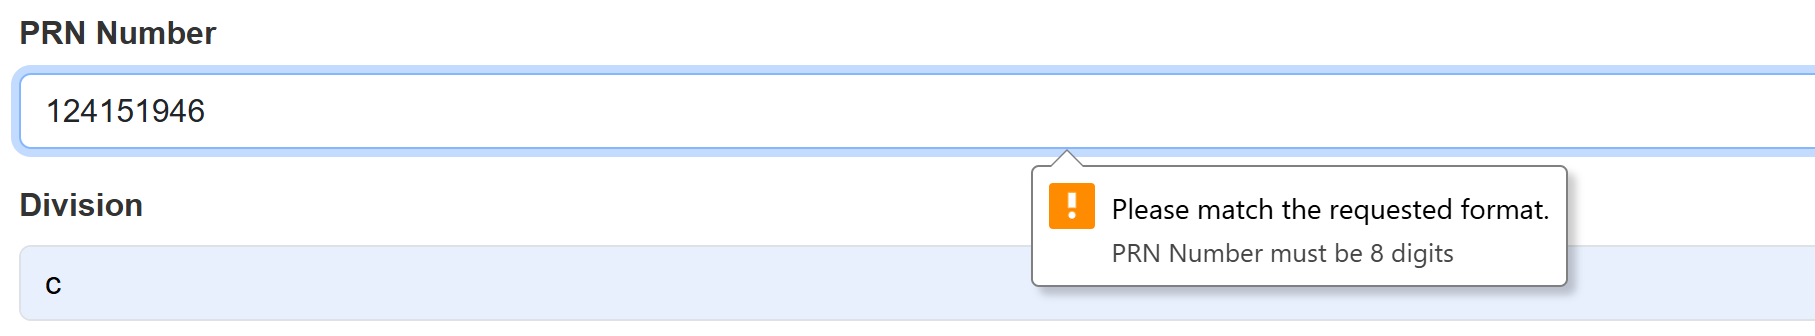 PRN Number
124151946
Please match the requested format.
PRN Number must be 8 digits
Division
c